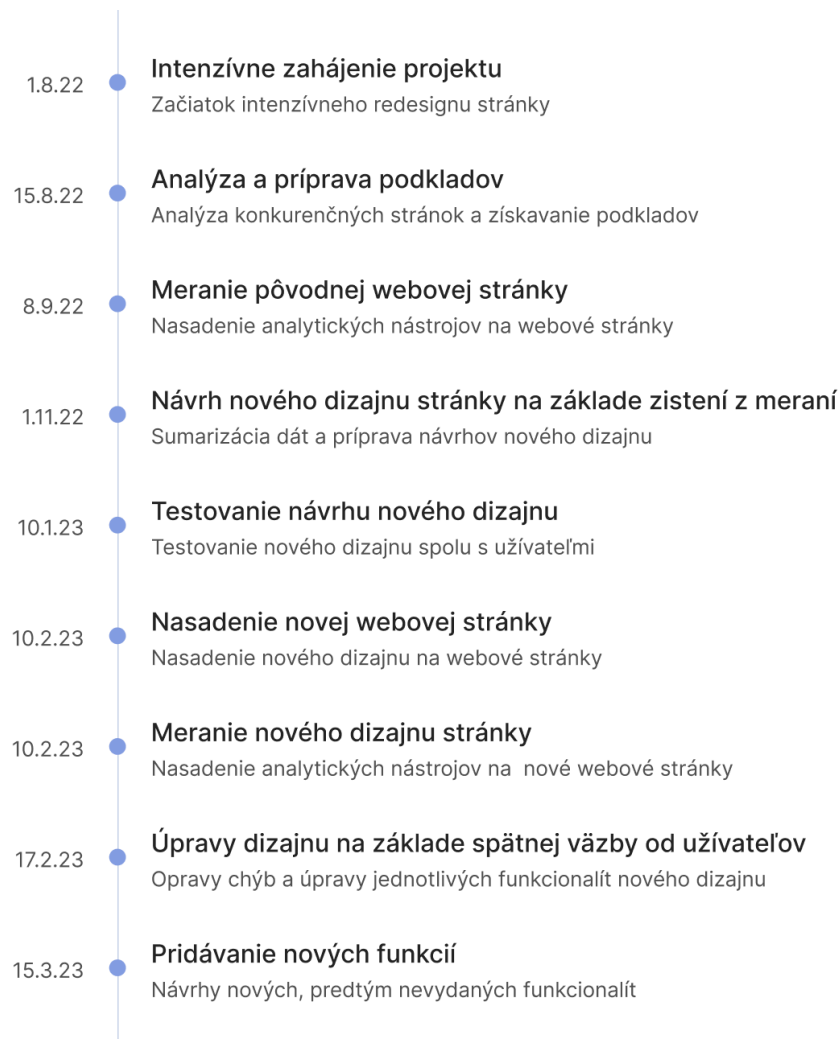 1.8.22
Intenzívne zahájenie projektu
Začiatok intenzívneho redesignu stránky
15.8.22
Analýza a príprava podkladov
Analýza konkurenčných stránok a získavanie podkladov
8.9.22
Meranie pôvodnej webovej stránky
Nasadenie analytických nástrojov na webové stránky
1.11.22
Návrh nového dizajnu stránky na základe zistení z meraní
Sumarizácia dát a príprava návrhov nového dizajnu
10.1.23
Testovanie návrhu nového dizajnu
Testovanie nového dizajnu spolu s užívateľmi
10.2.23
Nasadenie novej webovej stránky
Nasadenie nového dizajnu na webové stránky
10.2.23
Meranie nového dizajnu stránky
Nasadenie analytických nástrojov na  nové webové stránky
17.2.23
Úpravy dizajnu na základe spätnej väzby od užívateľov
Opravy chýb a úpravy jednotlivých funkcionalít nového dizajnu
15.3.23
Pridávanie nových funkcií
Návrhy nových, predtým nevydaných funkcionalít